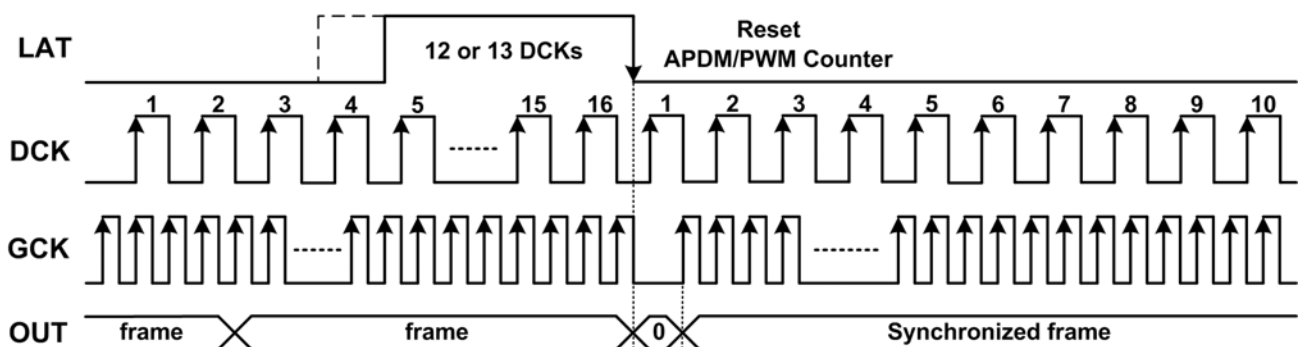 LAT 12 or 13 DCKs Reset
APDM/PWM Counter
1 2 3 4 5 15 16 1 2 3 4 5 6 7 8 9 10
DCK
GCK
OUT frame frame 0 Synchronized frame